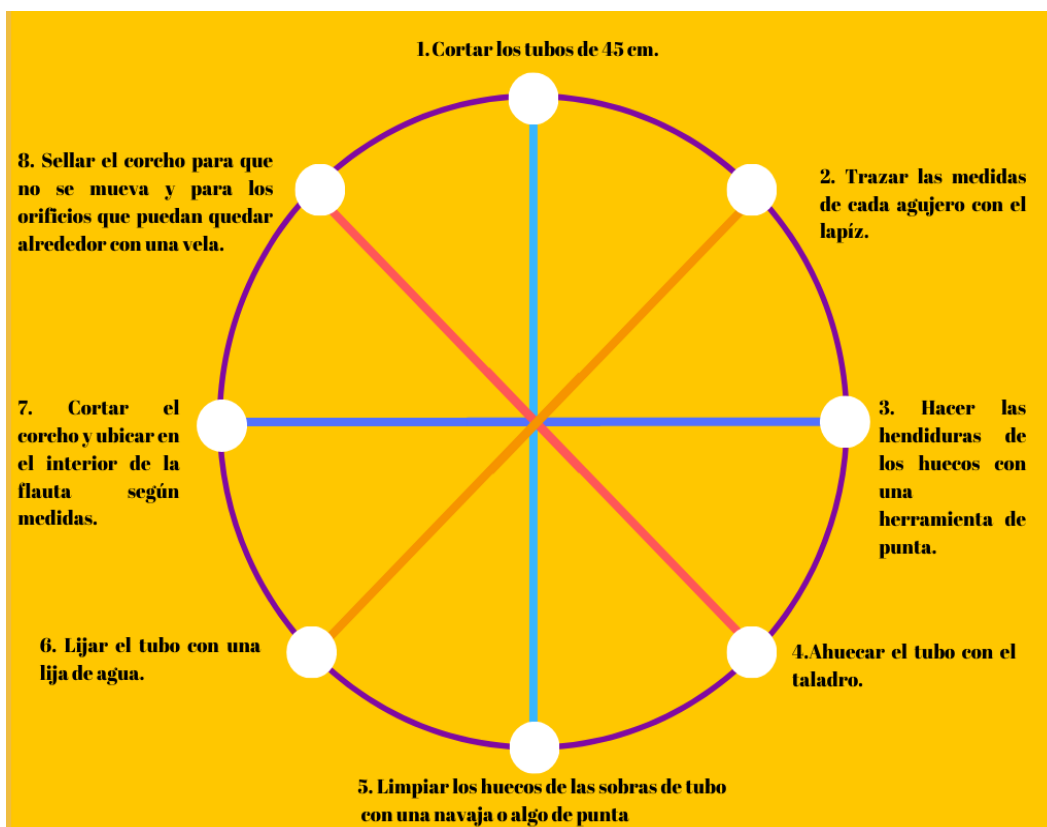 1. Cortar los tubos de 45 cm.
2. Trazar las medidas
de cada agujero con el
lapíz.
3. Hacer las
hendiduras de
los huecos con
una
herramienta de
punta.
4.Ahuecar el tubo con el
taladro.
5. Limpiar los huecos de las sobras de tubo
con una navaja o algo de punta
6. Lijar el tubo con una
lija de agua.
7. Cortar el
corcho y ubicar en
el interior de la
flauta según
medidas.
8. Sellar el corcho para que
no se mueva y para los
orificios que puedan quedar
alrededor con una vela.